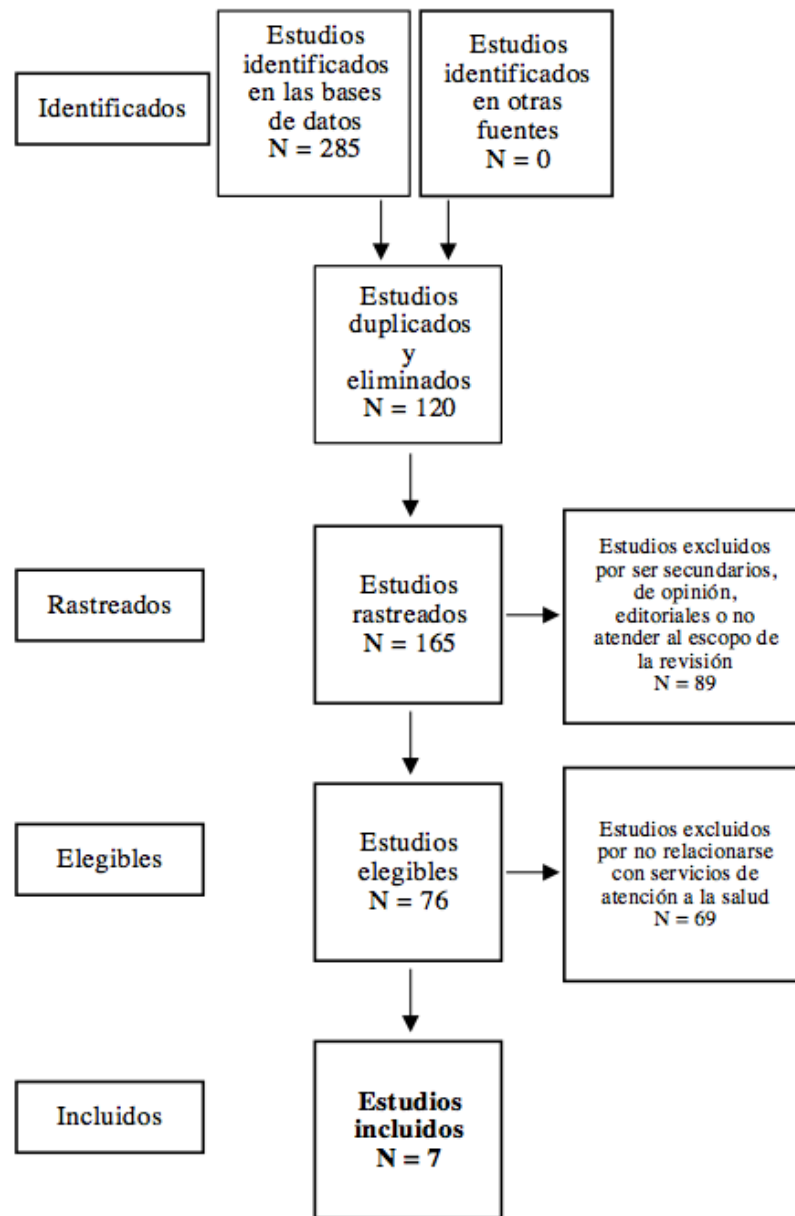 Identificados
Estudios
identificados
en las bases
de datos
N = 285
Estudios
identificados
en otras
fuentes
N = 0
Estudios
duplicados
y
eliminados
N = 120
Rastreados
Estudios
rastreados
N = 165
Estudios excluidos
por ser secundarios,
de opinión,
editoriales o no
atender al escopo de
la revisión
N = 89
Elegibles
Estudios
elegibles
N = 76
Estudios excluidos
por no relacionarse
con servicios de
atención a la salud
N = 69
Incluidos
Estudios
incluidos
N = 7